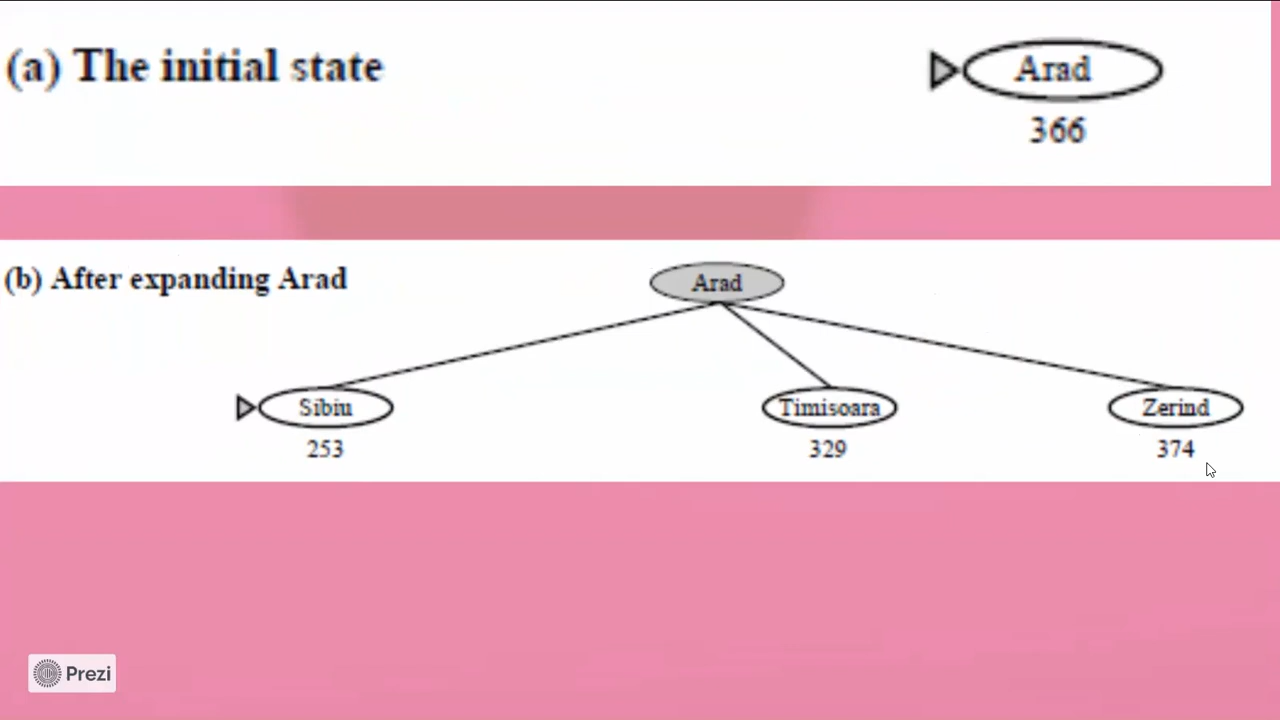 (a) The initial state
Arad
366
(b) After expanding Arad
Arad
Sibiu
Timisoara
Zerind
253
329
374
Prezi